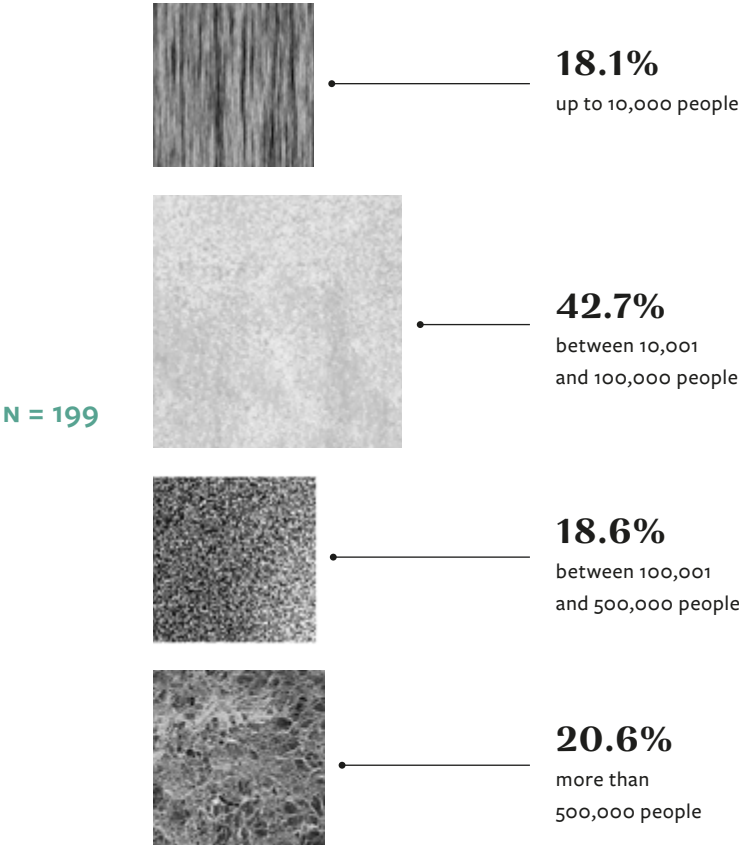 18.1%
up to 10,000 people
42.7%
between 10,001
and 100,000 people
N = 199
18.6%
between 100,001
and 500,000 people
20.6%
more than
500,000 people